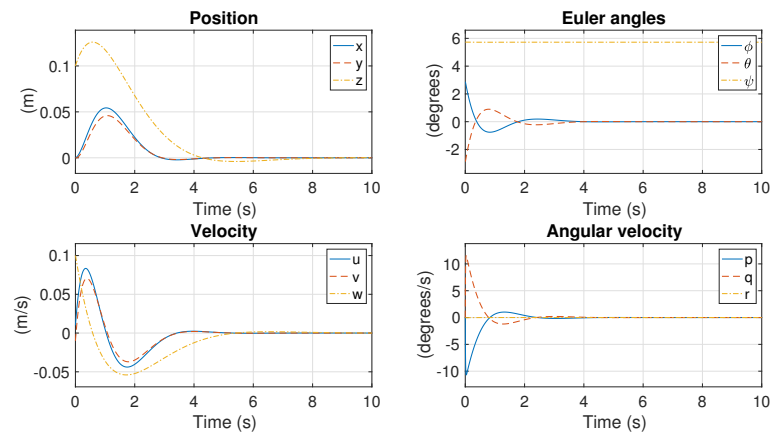 Position
0.1
0.05
0
(m)
x
y
z
0 2 4 6 8 10
Time (s)
Euler angles
6
4
2
0
-2
(degrees)
ϕ
θ
ψ
0 2 4 6 8 10
Time (s)
Velocity
0.1
0.05
0
-0.05
(m/s)
u
v
w
0 2 4 6 8 10
Time (s)
Angular velocity
10
5
0
-5
-10
(degrees/s)
p
q
r
0 2 4 6 8 10
Time (s)